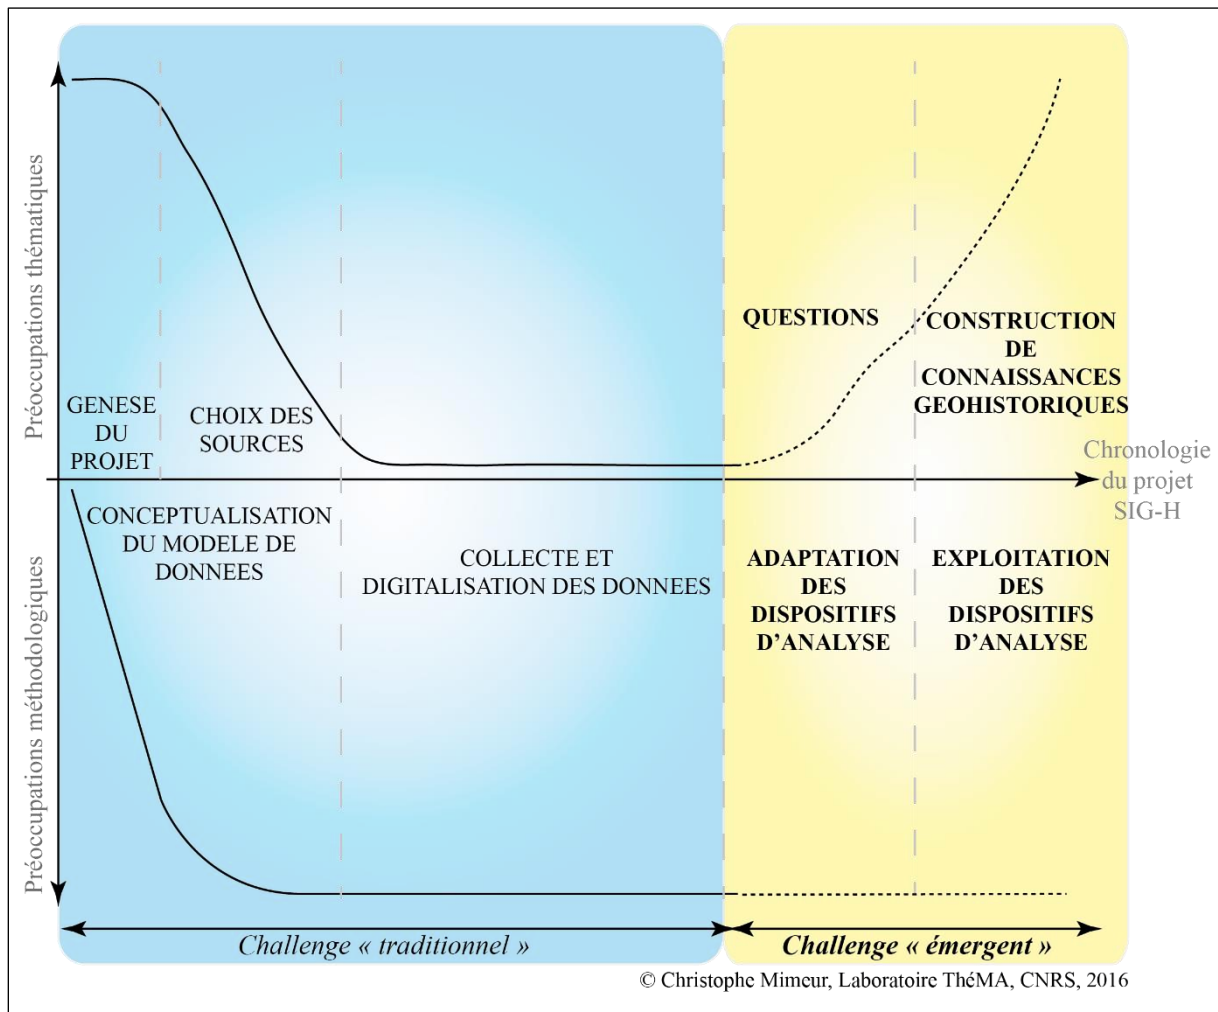 Préoccupations thématiques
GENESE
DU
PROJET
CHOIX DES
SOURCES
QUESTIONS
CONSTRUCTION
DE
CONNAISSANCES
GEOHISTORIQUES
Chronologie
du projet
SIG-H
Préoccupations méthodologiques
CONCEPTUALISATION
DU MODELE DE
DONNEES
COLLECTE ET
DIGITALISATION DES DONNEES
ADAPTATION
DES
DISPOSITIFS
D’ANALYSE
EXPLOITATION
DES
DISPOSITIFS
D’ANALYSE
Challenge « traditionnel »
Challenge « émergent »
© Christophe Mimeur, Laboratoire ThéMA, CNRS, 2016